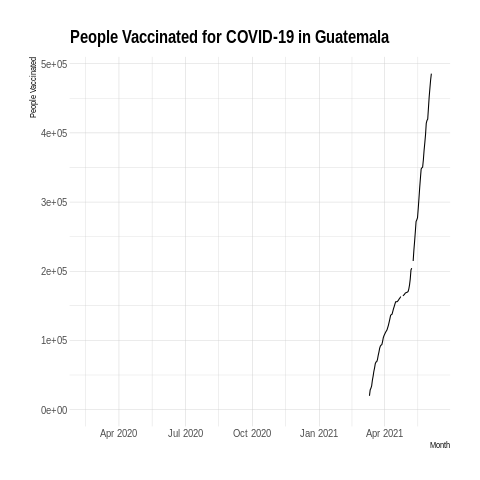 People Vaccinated for COVID-19 in Guatemala
People Vaccinated
5e+05
4e+05
3e+05
2e+05
1e+05
0e+00
Apr 2020 Jul 2020 Oct 2020 Jan 2021 Apr 2021
Month